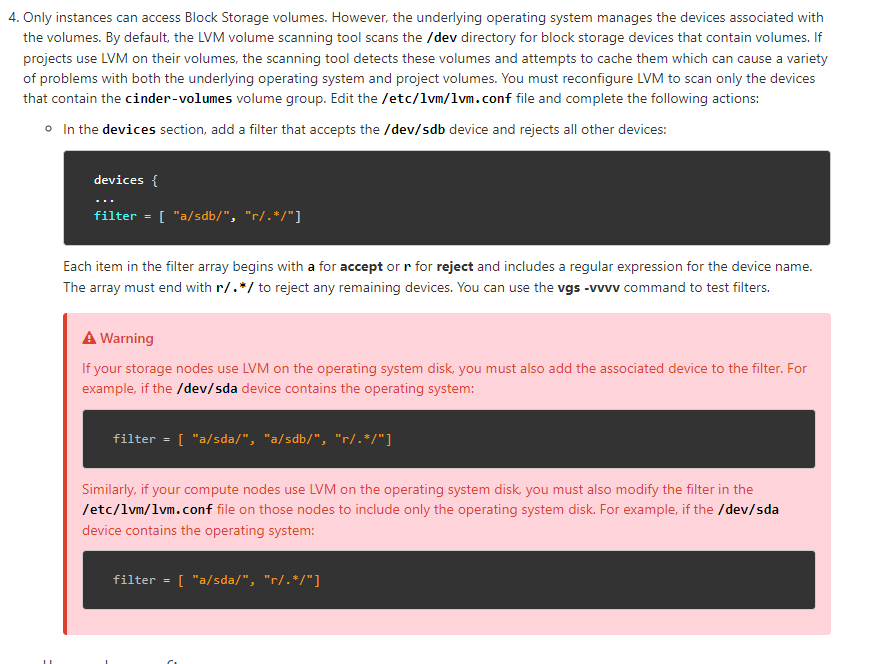 4. Only instances can access Block Storage volumes. However, the underlying operating system manages the devices associated with
the volumes. By default, the LVM volume scanning tool scans the /dev directory for block storage devices that contain volumes. If
projects use LVM on their volumes, the scanning tool detects these volumes and attempts to cache them which can cause a variety
of problems with both the underlying operating system and project volumes. You must reconfigure LVM to scan only the devices
that contain the cinder-volumes volume group. Edit the /etc/lvm/lvm.conf file and complete the following actions:
In the devices section, add a filter that accepts the /dev/sdb device and rejects all other devices:
devices {
...
filter = [ "a/sdb/", "r/.*/"]
Each item in the filter array begins with a for accept or r for reject and includes a regular expression for the device name.
The array must end with r/.*/ to reject any remaining devices. You can use the vgs -vvvv command to test filters.
Warning
If your storage nodes use LVM on the operating system disk, you must also add the associated device to the filter. For
example, if the /dev/sda device contains the operating system:
filter = [ "a/sda/", "a/sdb/", "r/.*/"]
Similarly, if your compute nodes use LVM on the operating system disk, you must also modify the filter in the
/etc/lvm/lvm.conf file on those nodes to include only the operating system disk. For example, if the /dev/sda
device contains the operating system:
filter = [ "a/sda/", "r/.*/"]